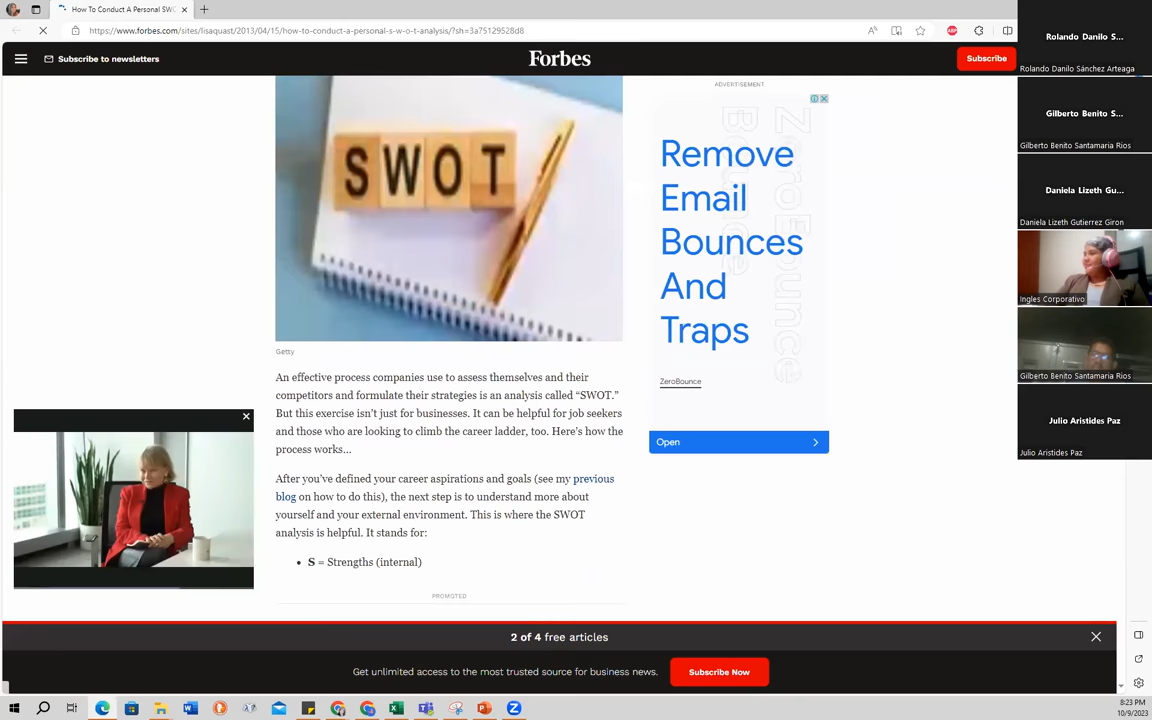 How To Conduct A Personal SWO
https://www.forbes.com/sites/lisaquast/2013/04/15/how-to-conduct-a-personal-s-w-o-t-analysis/?sh=3a75129528d8
Subscribe to newsletters
Forbes
Subscribe
SWOT
Getty
An effective process companies use to assess themselves and their
competitors and formulate their strategies is an analysis called “SWOT.”
But this exercise isn’t just for businesses. It can be helpful for job seekers
and those who are looking to climb the career ladder, too. Here’s how the
process works…
After you’ve defined your career aspirations and goals (see my previous
blog on how to do this), the next step is to understand more about
yourself and your external environment. This is where the SWOT
analysis is helpful. It stands for:
• S = Strengths (internal)
PROMOTED
ADVERTISEMENT
ZeroBounce
Remove
Email
Bounces
And
Traps
ZeroBounce
Open
2 of 4 free articles
Get unlimited access to the most trusted source for business news.
Subscribe Now
Rolando Danilo S...
Rolando Danilo Sánchez Arteaga
Gilberto Benito S...
Gilberto Benito Santamaria Rios
Daniela Lizeth Gu...
Daniela Lizeth Gutierrez Giron
Ingles Corporativo
Gilberto Benito Santamaria Rios
Julio Aristides Paz
Julio Aristides Paz
8:23 PM
10/9/2023